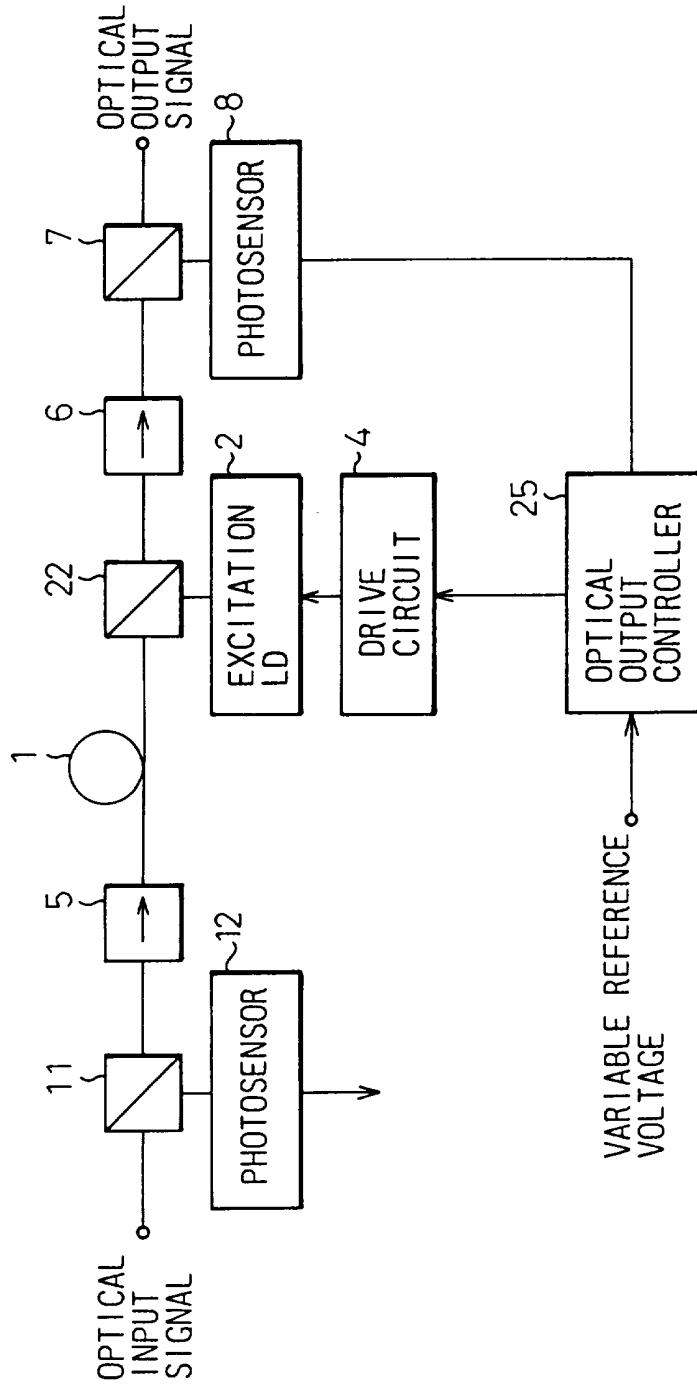 OPTICAL
INPUT
SIGNAL
11
PHOTOSENSOR
12
5
1
22
EXCITATION
LD
2
DRIVE
CIRCUIT
4
6
7
OPTICAL
OUTPUT
SIGNAL
PHOTOSENSOR
8
VARIABLE REFERENCE
VOLTAGE
25
OPTICAL
OUTPUT
CONTROLLER